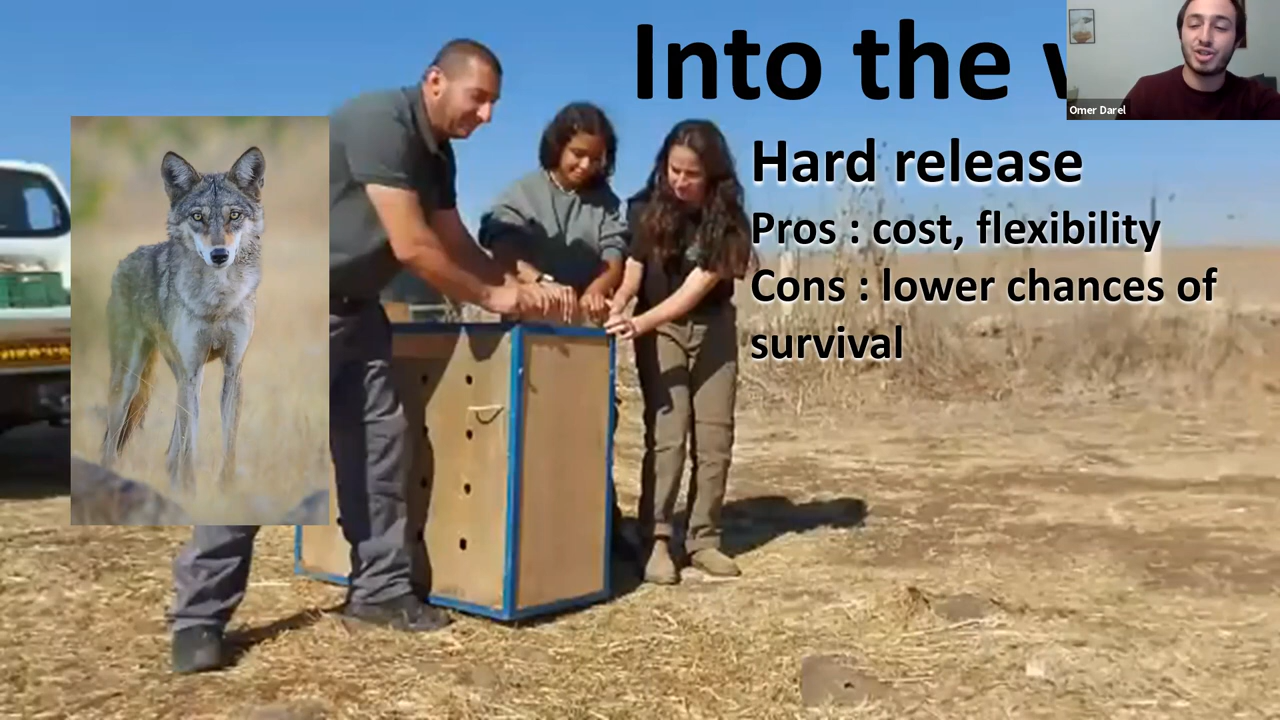 Into the
Omer Darel
Hard release
Pros : cost, flexibility
Cons : lower chances of
survival